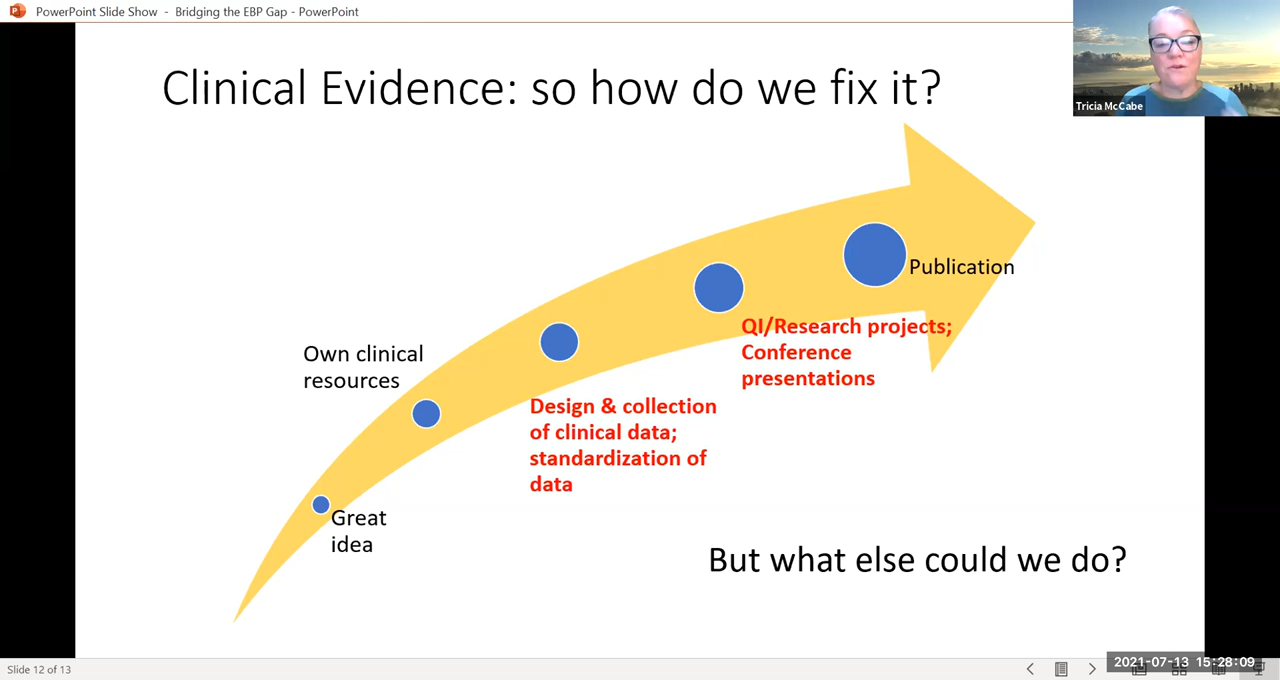 PowerPoint Slide Show - Bridging the EBP Gap - PowerPoint
Clinical Evidence: so how do we fix it?
Tricia McCabe
Publication
QI/Research projects;
Conference
presentations
Own clinical
resources
Design & collection
of clinical data;
standardization of
data
Great
idea
But what else could we do?
Slide 12 of 13
2021-07-13 15:28:09